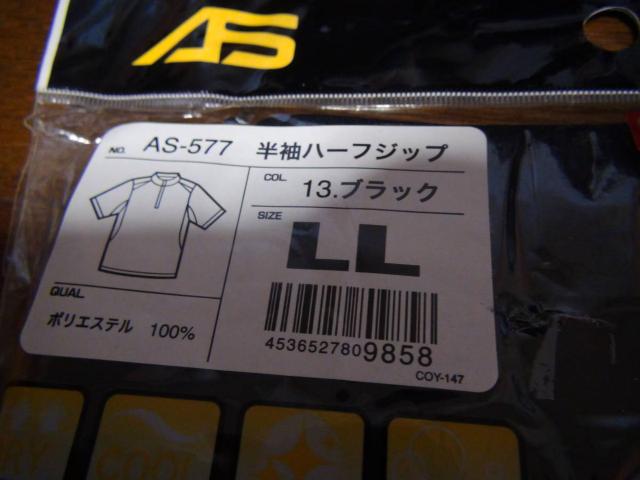 AS
NO. AS-577 半袖ハーフジップ
COL. 13.ブラック
SIZE
LL
QUAL
ポリエステル 100%
4536527809858
COY-147
COOL